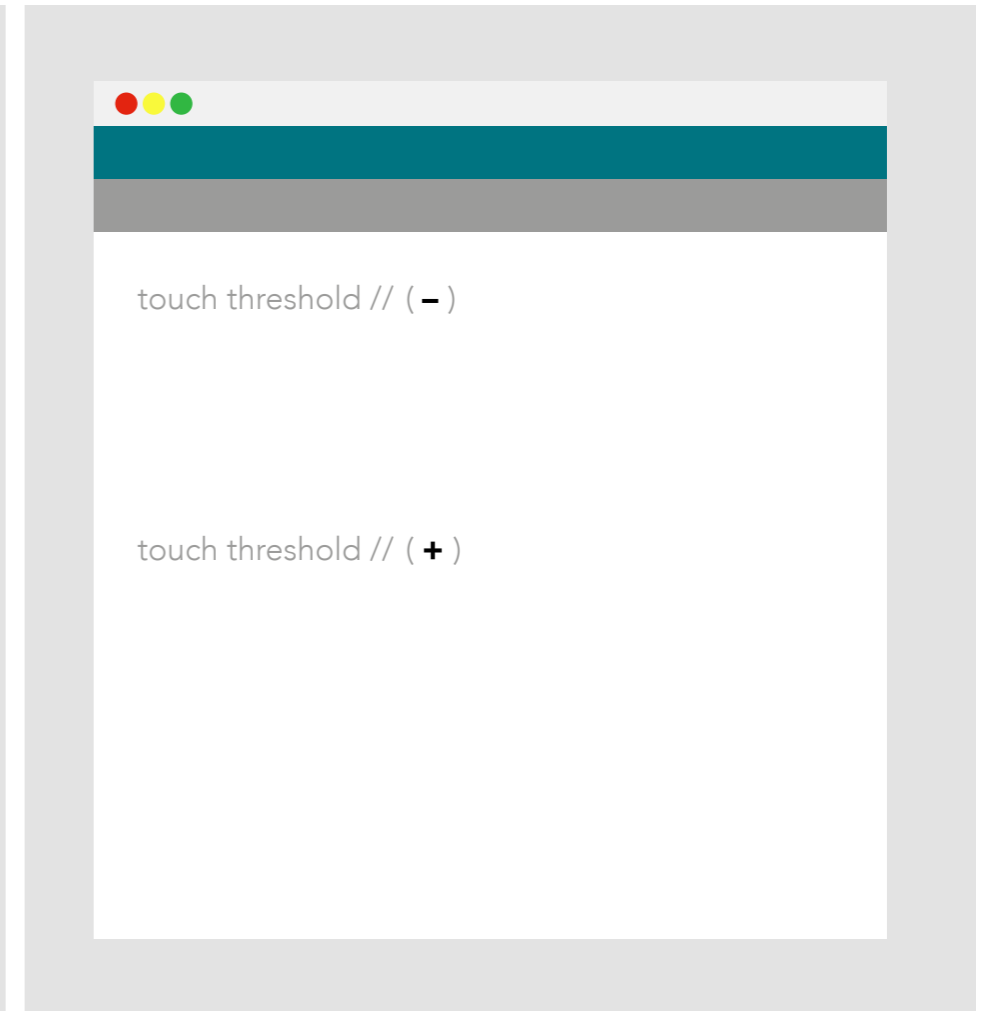 touch threshold // ( – )
touch threshold // ( + )